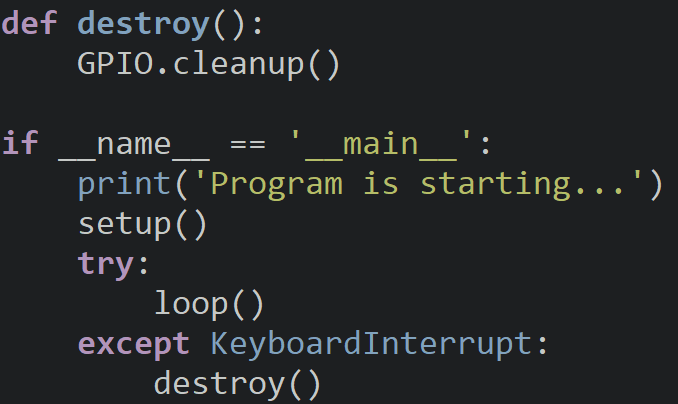 def destroy():
    GPIO.cleanup()

if __name__ == '__main__':
    print('Program is starting...')
    setup()
    try:
        loop()
    except KeyboardInterrupt:
        destroy()